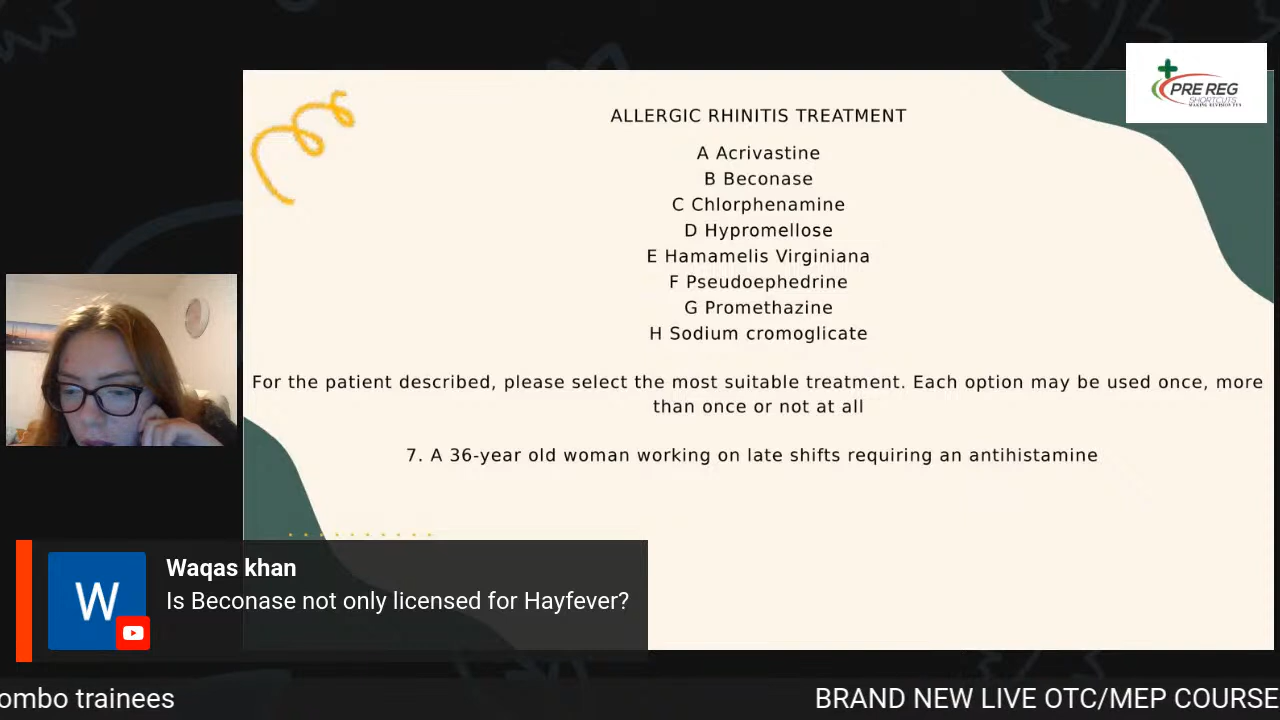 PRE REG
SHORTCUTS
ALLERGIC RHINITIS TREATMENT
A Acrivastine
B Beconase
C Chlorphenamine
D Hypromellose
E Hamamelis Virginiana
F Pseudoephedrine
G Promethazine
H Sodium cromoglicate
For the patient described, please select the most suitable treatment. Each option may be used once, more
than once or not at all
7. A 36-year old woman working on late shifts requiring an antihistamine
W
Waqas khan
Is Beconase not only licensed for Hayfever?
ombo trainees
BRAND NEW LIVE OTC/MEP COURSE